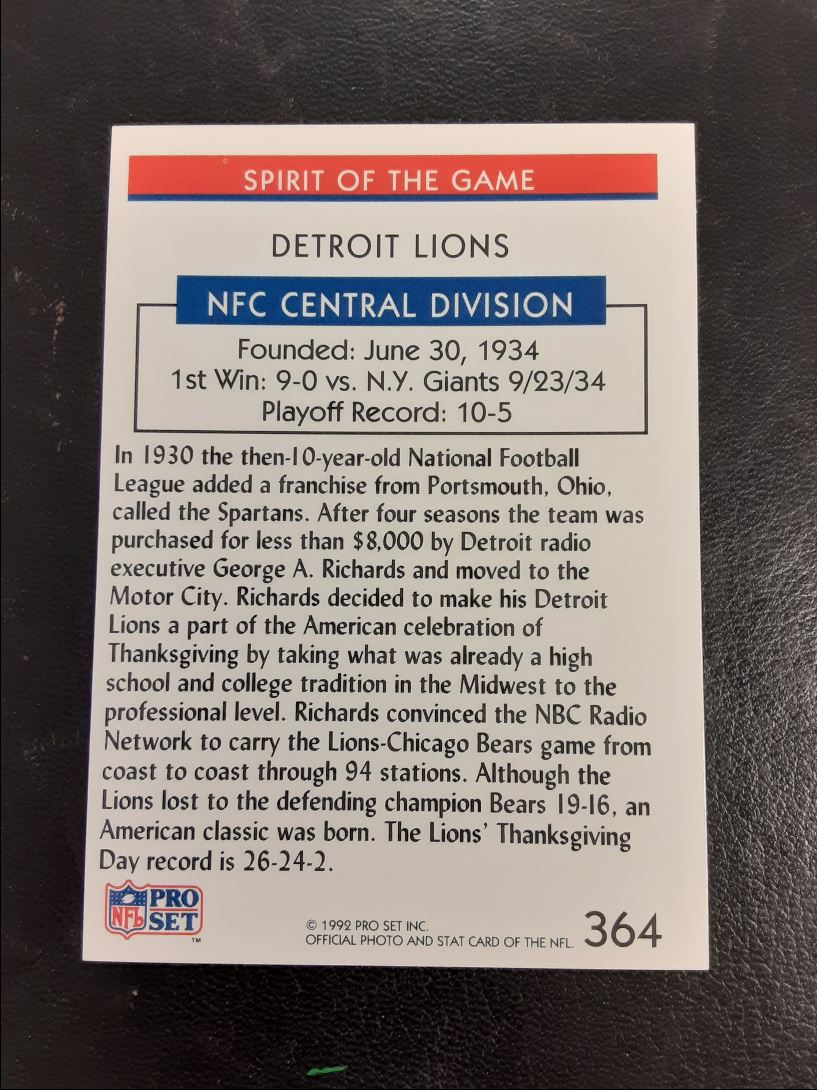 SPIRIT OF THE GAME
DETROIT LIONS
NFC CENTRAL DIVISION
Founded: June 30, 1934
1st Win: 9-0 vs. N.Y. Giants 9/23/34
Playoff Record: 10-5
In 1930 the then-10-year-old National Football
League added a franchise from Portsmouth, Ohio,
called the Spartans. After four seasons the team was
purchased for less than $8,000 by Detroit radio
executive George A. Richards and moved to the
Motor City. Richards decided to make his Detroit
Lions a part of the American celebration of
Thanksgiving by taking what was already a high
school and college tradition in the Midwest to the
professional level. Richards convinced the NBC Radio
Network to carry the Lions-Chicago Bears game from
coast to coast through 94 stations. Although the
Lions lost to the defending champion Bears 19-16, an
American classic was born. The Lions' Thanksgiving
Day record is 26-24-2.
NFL PRO SET ™
© 1992 PRO SET INC.
OFFICIAL PHOTO AND STAT CARD OF THE NFL. 364